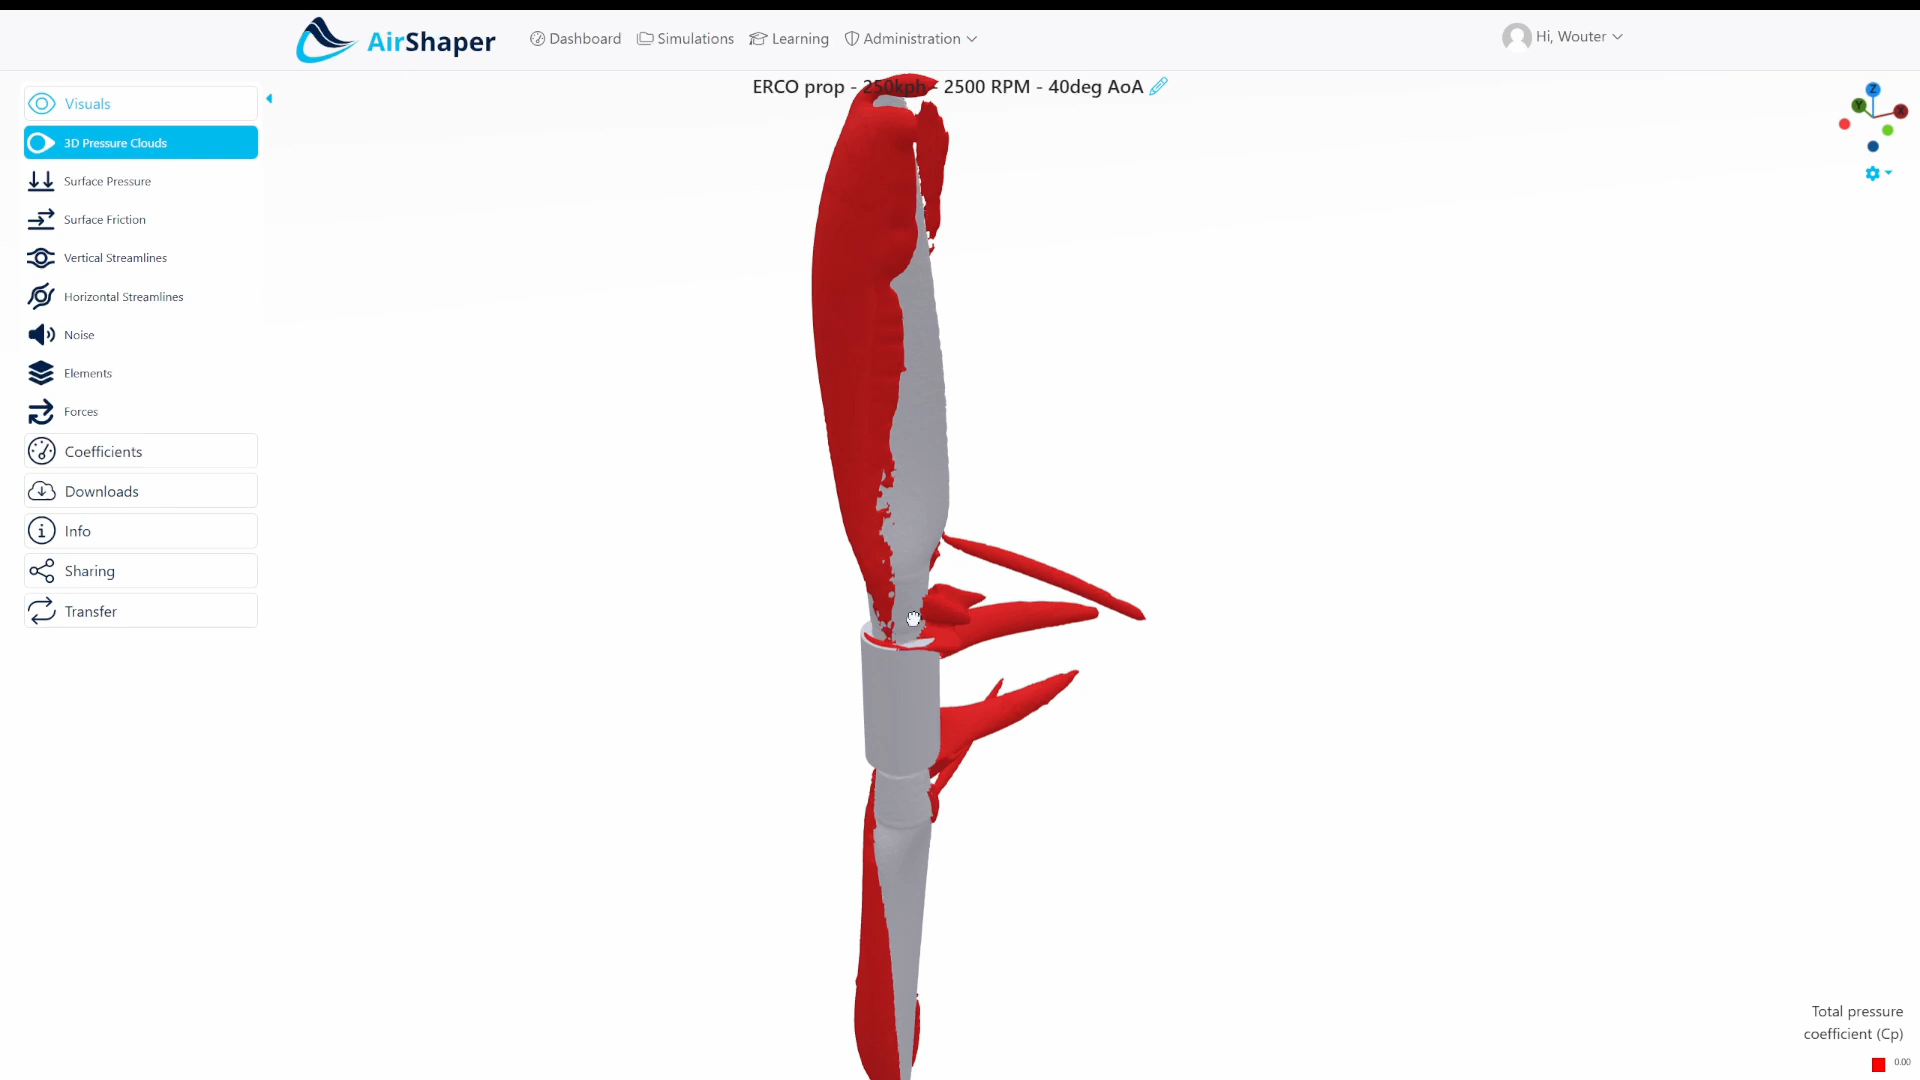 AirShaper
Dashboard
Simulations
Learning
Administration
Hi, Wouter
ERCO prop - 250kph - 2500 RPM - 40deg AoA
Visuals
3D Pressure Clouds
Surface Pressure
Surface Friction
Vertical Streamlines
Horizontal Streamlines
Noise
Elements
Forces
Coefficients
Downloads
Info
Sharing
Transfer
Z
Y
X
Total pressure
coefficient (Cp)
0.00